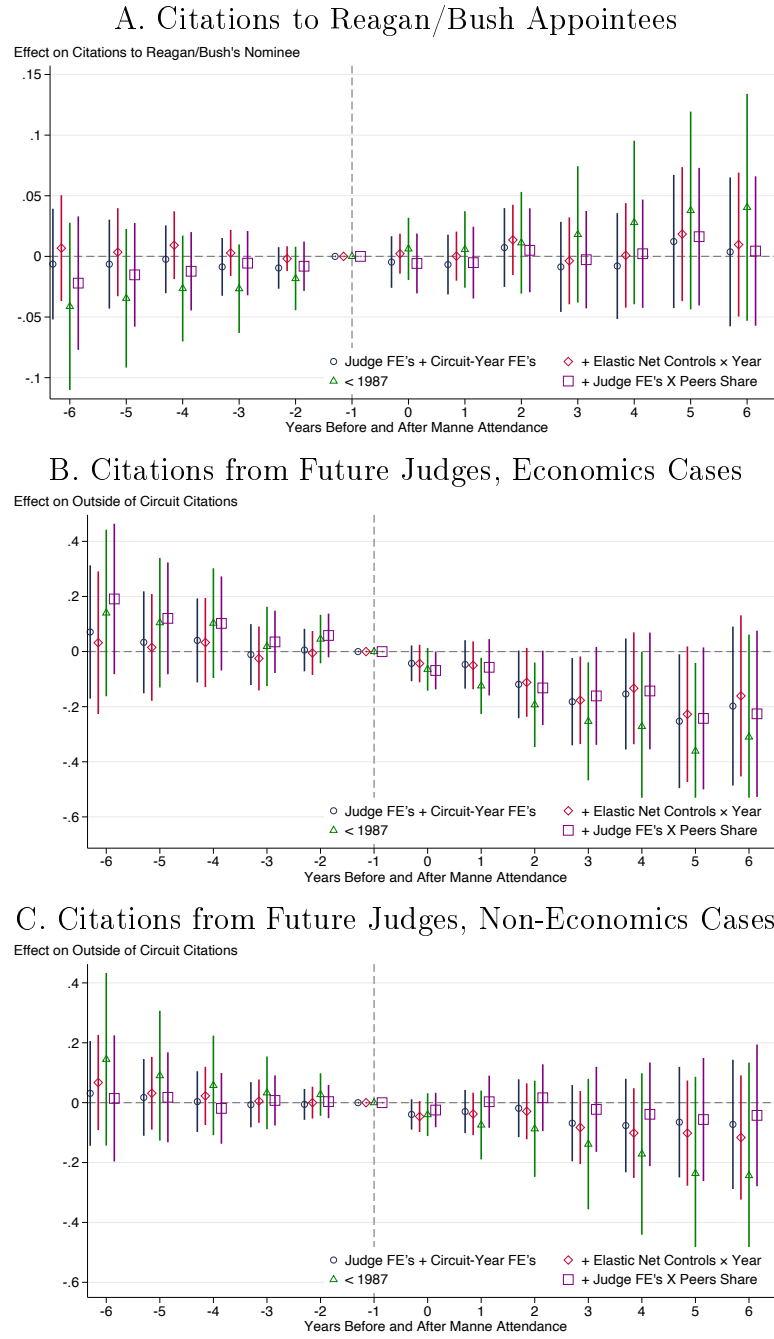 A. Citations to Reagan/Bush Appointees
Effect on Citations to Reagan/Bush's Nominee
.15
.1
.05
0
-.05
-.1
Judge FE's + Circuit-Year FE's
+ Elastic Net Controls × Year
< 1987
+ Judge FE's X Peers Share
-6 -5 -4 -3 -2 -1 0 1 2 3 4 5 6
Years Before and After Manne Attendance
B. Citations from Future Judges, Economics Cases
Effect on Outside of Circuit Citations
.4
.2
0
-.2
-.4
-.6
Judge FE's + Circuit-Year FE's
+ Elastic Net Controls × Year
< 1987
+ Judge FE's X Peers Share
-6 -5 -4 -3 -2 -1 0 1 2 3 4 5 6
Years Before and After Manne Attendance
C. Citations from Future Judges, Non-Economics Cases
Effect on Outside of Circuit Citations
.4
.2
0
-.2
-.4
-.6
Judge FE's + Circuit-Year FE's
+ Elastic Net Controls × Year
< 1987
+ Judge FE's X Peers Share
-6 -5 -4 -3 -2 -1 0 1 2 3 4 5 6
Years Before and After Manne Attendance